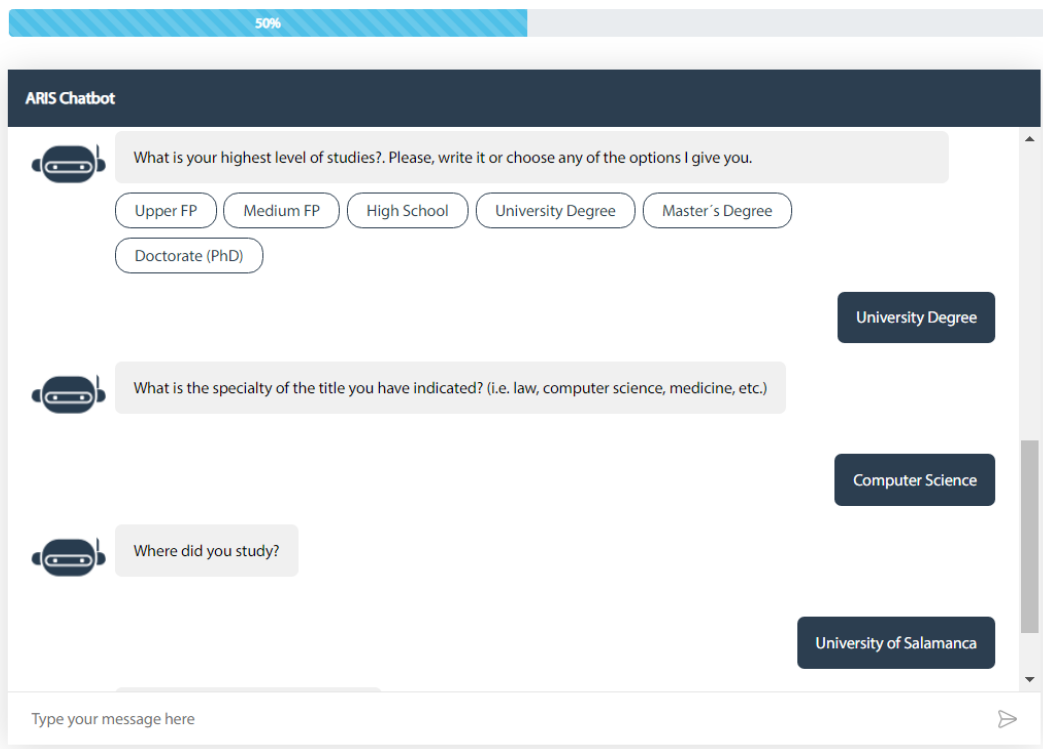 50%
ARIS Chatbot
What is your highest level of studies?. Please, write it or choose any of the options I give you.
Upper FP
Medium FP
High School
University Degree
Master´s Degree
Doctorate (PhD)
University Degree
What is the specialty of the title you have indicated? (i.e. law, computer science, medicine, etc.)
Computer Science
Where did you study?
University of Salamanca
Type your message here